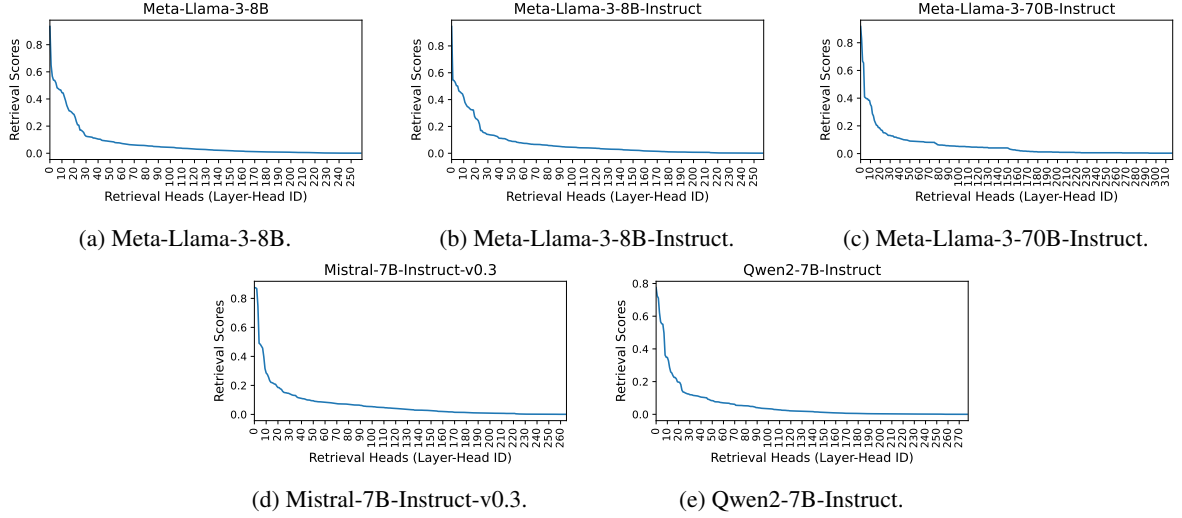 Meta-Llama-3-8B
Retrieval Scores
0.8
0.6
0.4
0.2
0.0
0 10 20 30 40 50 60 70 80 90 100 110 120 130 140 150 160 170 180 190 200 210 220 230 240 250
Retrieval Heads (Layer-Head ID)
(a) Meta-Llama-3-8B.
Meta-Llama-3-8B-Instruct
Retrieval Scores
0.8
0.6
0.4
0.2
0.0
0 10 20 30 40 50 60 70 80 90 100 110 120 130 140 150 160 170 180 190 200 210 220 230 240 250
Retrieval Heads (Layer-Head ID)
(b) Meta-Llama-3-8B-Instruct.
Meta-Llama-3-70B-Instruct
Retrieval Scores
0.8
0.6
0.4
0.2
0.0
0 10 20 30 40 50 60 70 80 90 100 110 120 130 140 150 160 170 180 190 200 210 220 230 240 250 260 270 280 290 300 310
Retrieval Heads (Layer-Head ID)
(c) Meta-Llama-3-70B-Instruct.
Mistral-7B-Instruct-v0.3
Retrieval Scores
0.8
0.6
0.4
0.2
0.0
0 10 20 30 40 50 60 70 80 90 100 110 120 130 140 150 160 170 180 190 200 210 220 230 240 250 260
Retrieval Heads (Layer-Head ID)
(d) Mistral-7B-Instruct-v0.3.
Qwen2-7B-Instruct
Retrieval Scores
0.8
0.6
0.4
0.2
0.0
0 10 20 30 40 50 60 70 80 90 100 110 120 130 140 150 160 170 180 190 200 210 220 230 240 250 260 270
Retrieval Heads (Layer-Head ID)
(e) Qwen2-7B-Instruct.